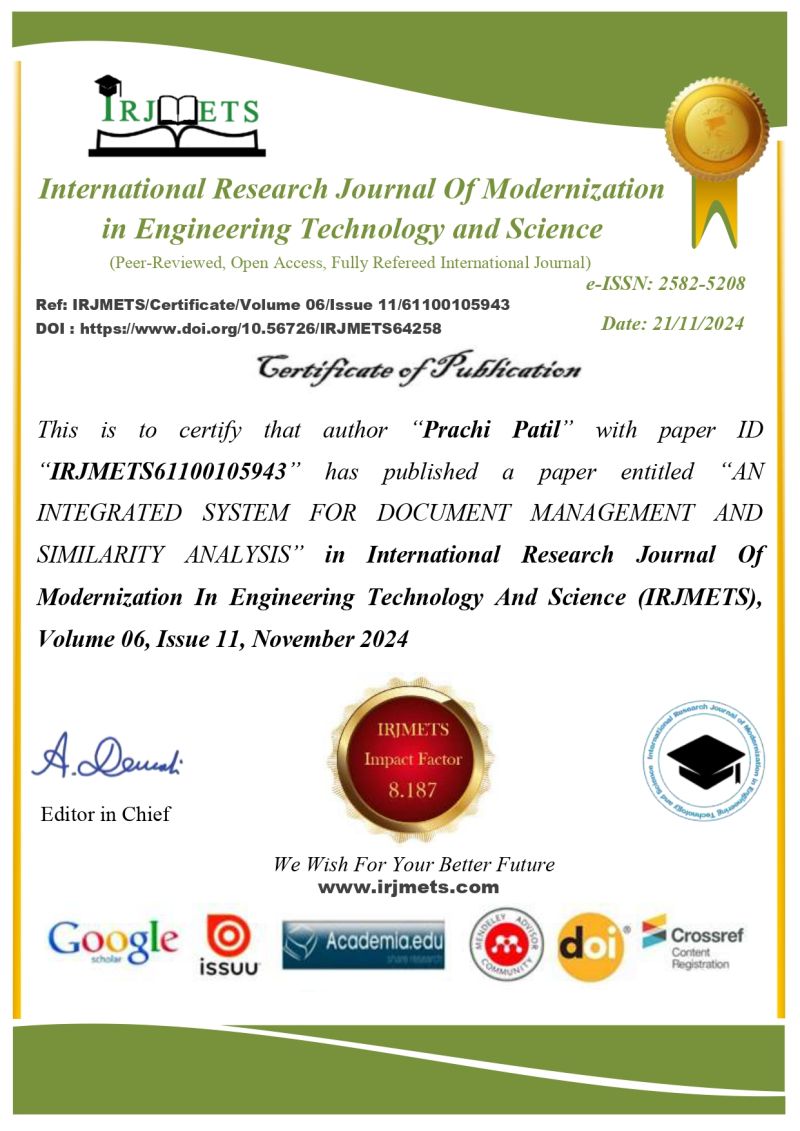 IRJMETS
International Research Journal Of Modernization
in Engineering Technology and Science
(Peer-Reviewed, Open Access, Fully Refereed International Journal)
e-ISSN: 2582-5208
Ref: IRJMETS/Certificate/Volume 06/Issue 11/61100105943
DOI : https://www.doi.org/10.56726/IRJMETS64258
Date: 21/11/2024
Certificate of Publication
This is to certify that author “Prachi Patil” with paper ID
“IRJMETS61100105943” has published a paper entitled “AN
INTEGRATED SYSTEM FOR DOCUMENT MANAGEMENT AND
SIMILARITY ANALYSIS” in International Research Journal Of
Modernization In Engineering Technology And Science (IRJMETS),
Volume 06, Issue 11, November 2024
IRJMETS
Impact Factor
8.187
International Research Journal of Modernization in Engineering Technology and Science
A.
Editor in Chief
We Wish For Your Better Future
www.irjmets.com
Google
scholar
issuu
Academia.edu
share research
MENDELEY ADVISOR
COMMUNITY
doi®
Crossref
Content
Registration